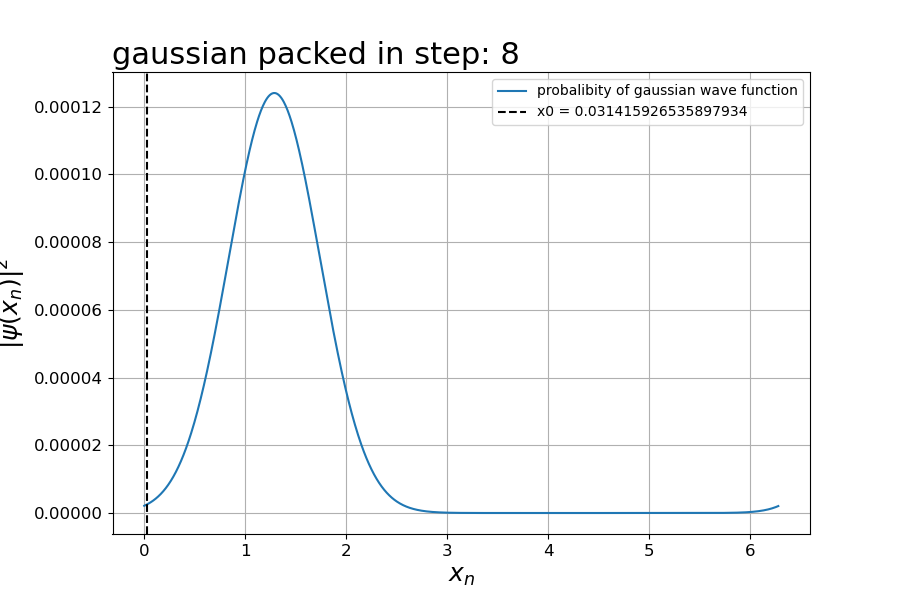 gaussian packed in step: 8
probalibity of gaussian wave function
x0 = 0.031415926535897934
0.00012
0.00010
0.00008
0.00006
0.00004
0.00002
0.00000
|ψ(xₙ)|²
0 1 2 3 4 5 6
xₙ